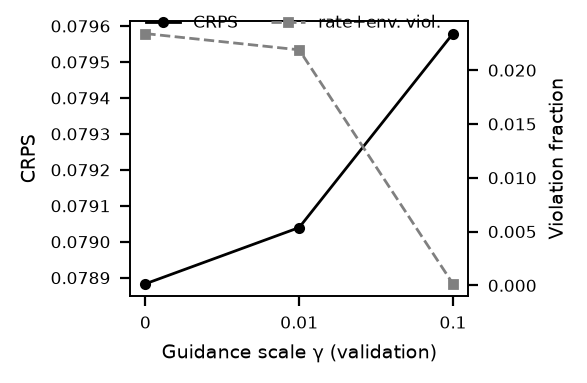 CRPS rate+env. viol.
0.0796
0.0795
0.0794
0.0793
0.0792
0.0791
0.0790
0.0789
CRPS
0.020
0.015
0.010
0.005
0.000
Violation fraction
0 0.01 0.1
Guidance scale γ (validation)